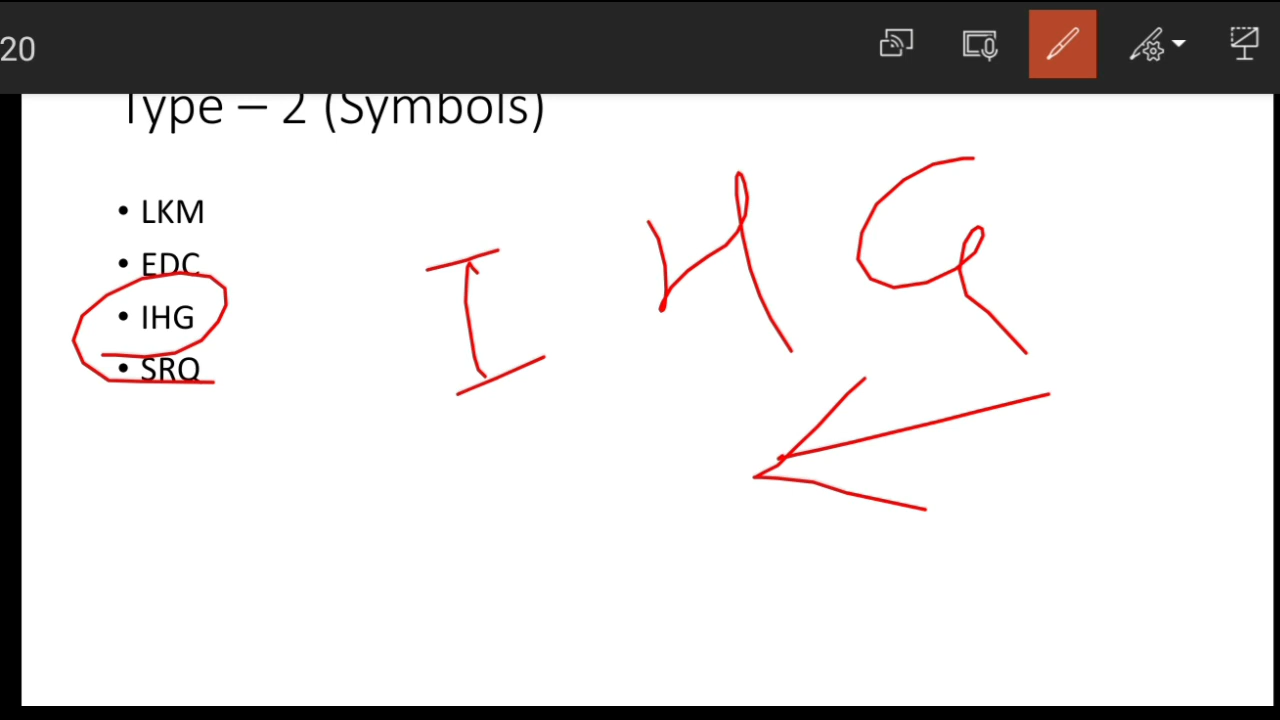 20
Type – 2 (Symbols)
• LKM
• EDC
• IHG
• SRQ
I H G